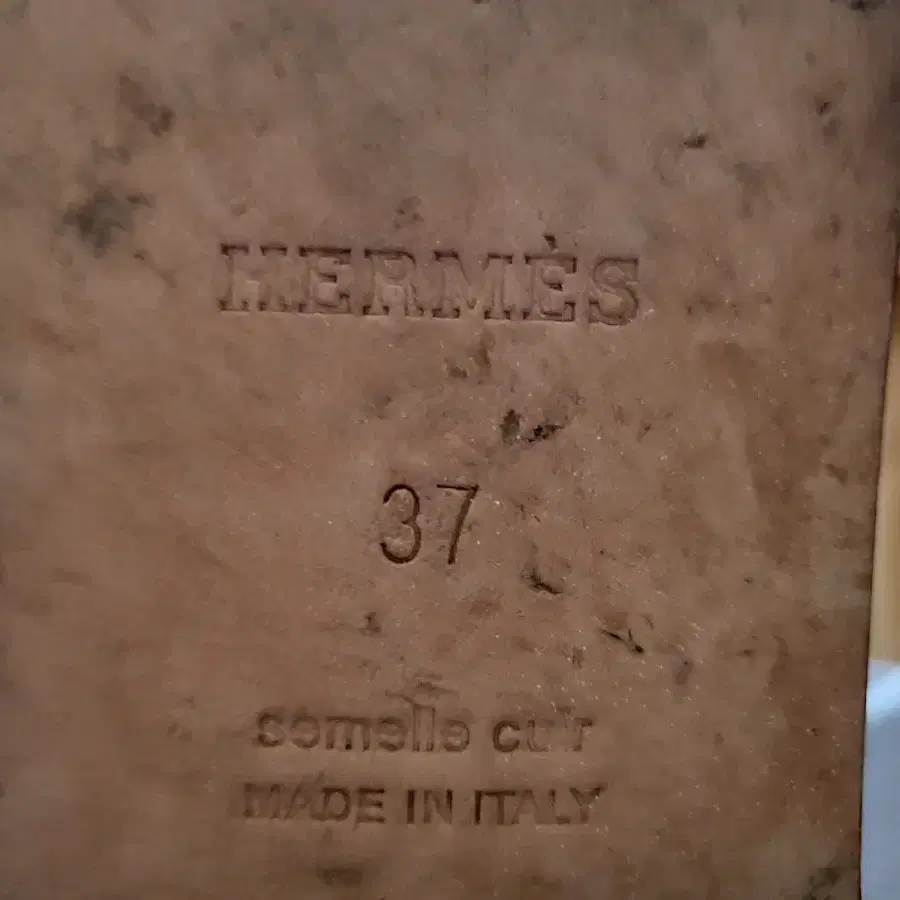 HERMÈS
37
semelle cuir
MADE IN ITALY